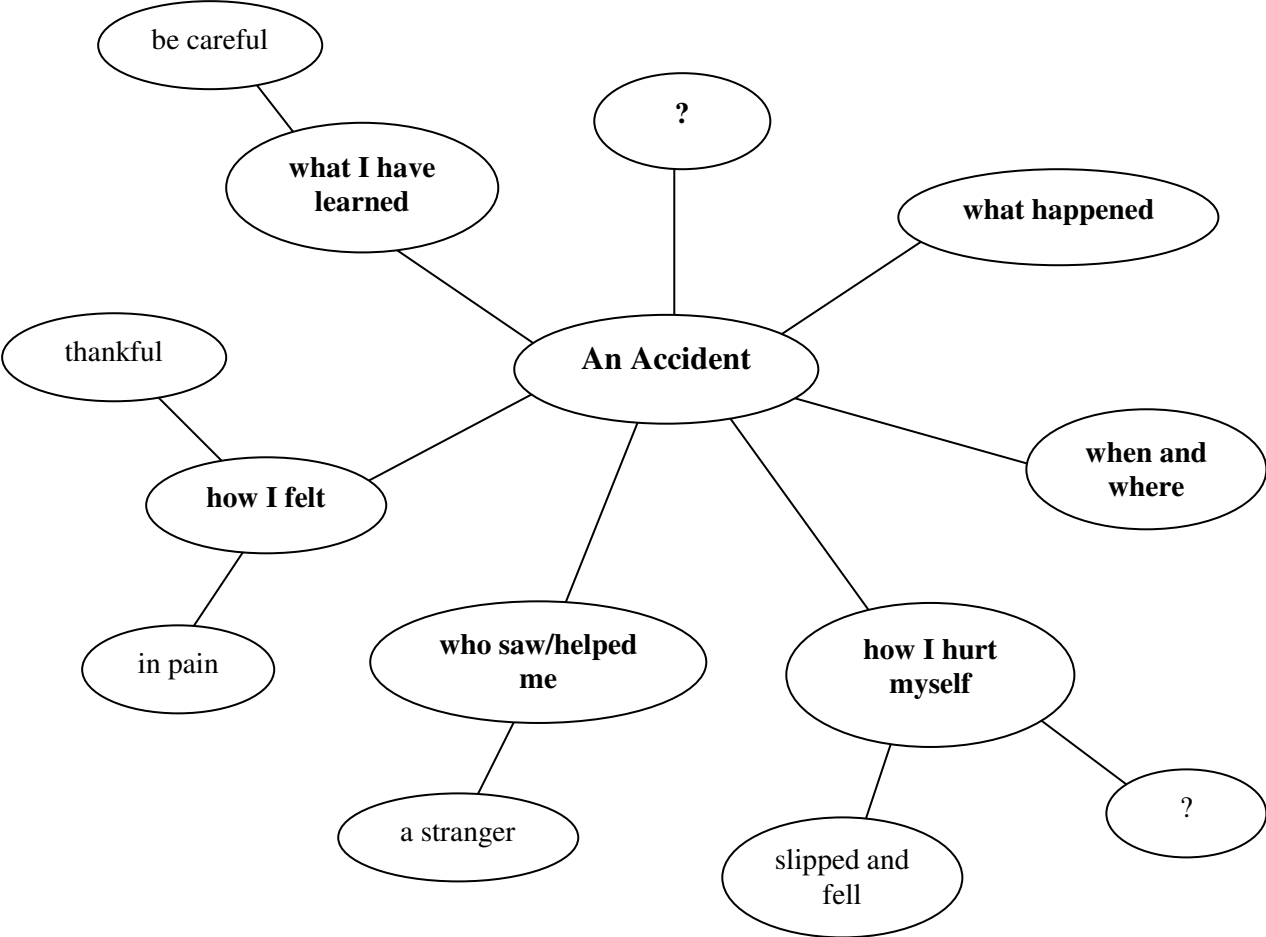 be careful
?
what I have
learned
what happened
thankful
An Accident
when and
where
how I felt
in pain
who saw/helped
me
how I hurt
myself
a stranger
?
slipped and
fell